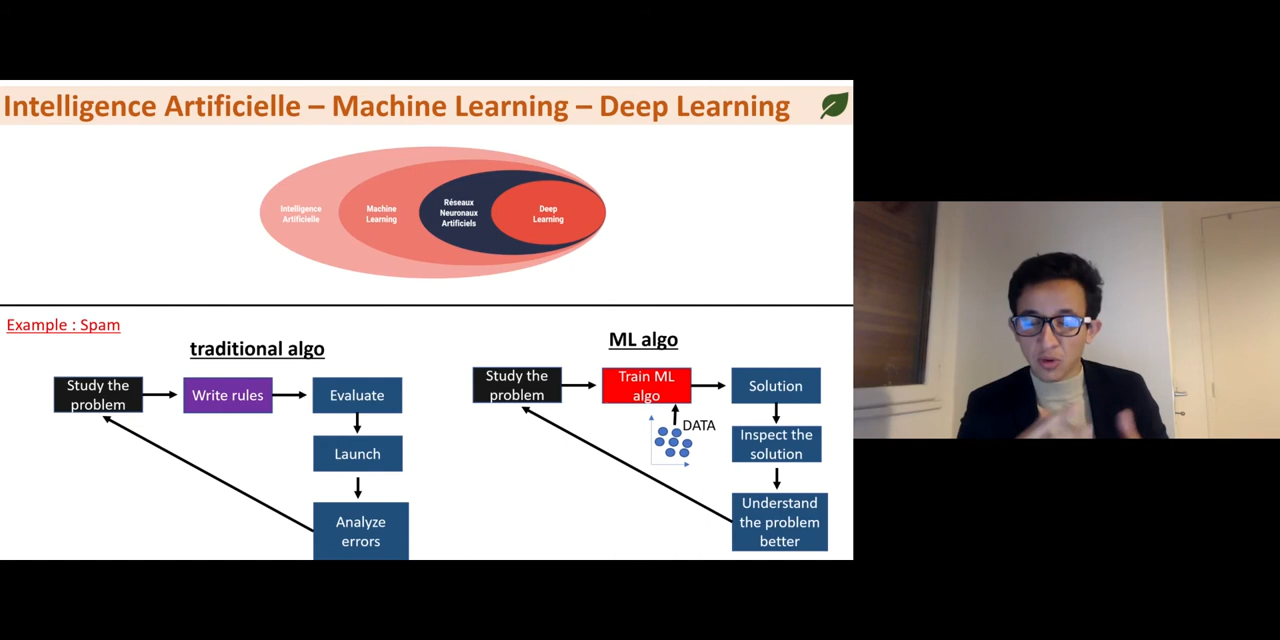 Intelligence Artificielle – Machine Learning – Deep Learning
Intelligence
Artificielle
Machine
Learning
Réseaux
Neuronaux
Artificiels
Deep
Learning
Example : Spam
traditional algo
Study the
problem
Write rules
Evaluate
Launch
Analyze
errors
ML algo
Study the
problem
Train ML
algo
DATA
Solution
Inspect the
solution
Understand
the problem
better